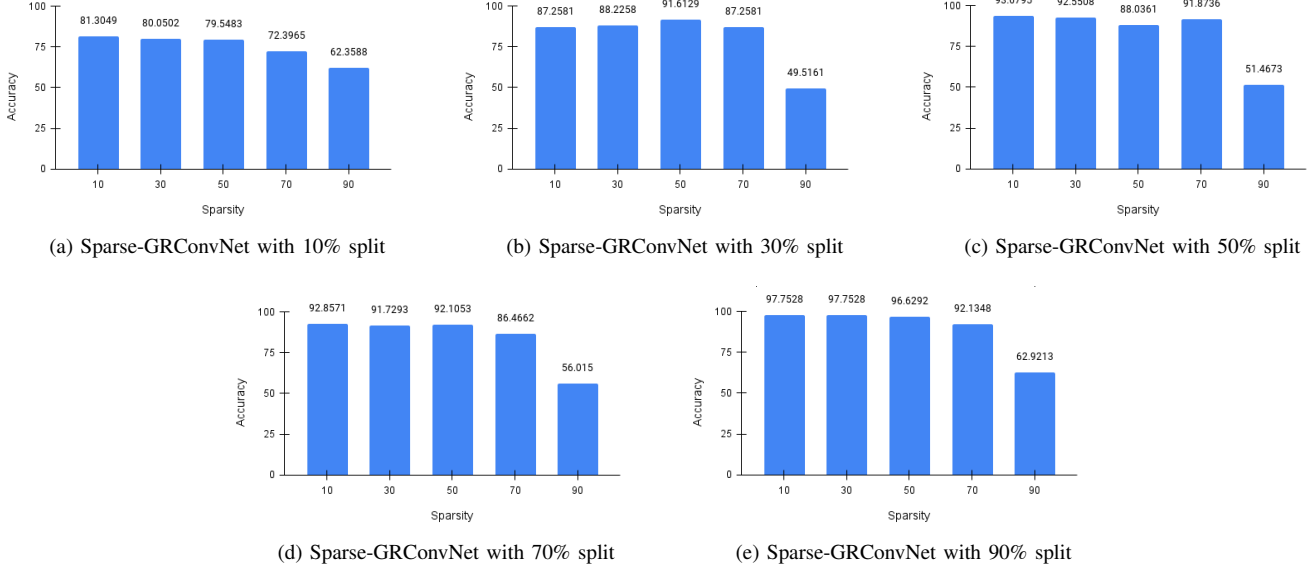 100
75
50
25
0
Accuracy
81.3049
80.0502
79.5483
72.3965
62.3588
10 30 50 70 90
Sparsity
(a) Sparse-GRConvNet with 10% split
100
75
50
25
0
Accuracy
87.2581
88.2258
91.6129
87.2581
49.5161
10 30 50 70 90
Sparsity
(b) Sparse-GRConvNet with 30% split
100
75
50
25
0
Accuracy
93.6795
92.5508
88.0361
91.8736
51.4673
10 30 50 70 90
Sparsity
(c) Sparse-GRConvNet with 50% split
100
75
50
25
0
Accuracy
92.8571
91.7293
92.1053
86.4662
56.015
10 30 50 70 90
Sparsity
(d) Sparse-GRConvNet with 70% split
100
75
50
25
0
Accuracy
97.7528
97.7528
96.6292
92.1348
62.9213
10 30 50 70 90
Sparsity
(e) Sparse-GRConvNet with 90% split